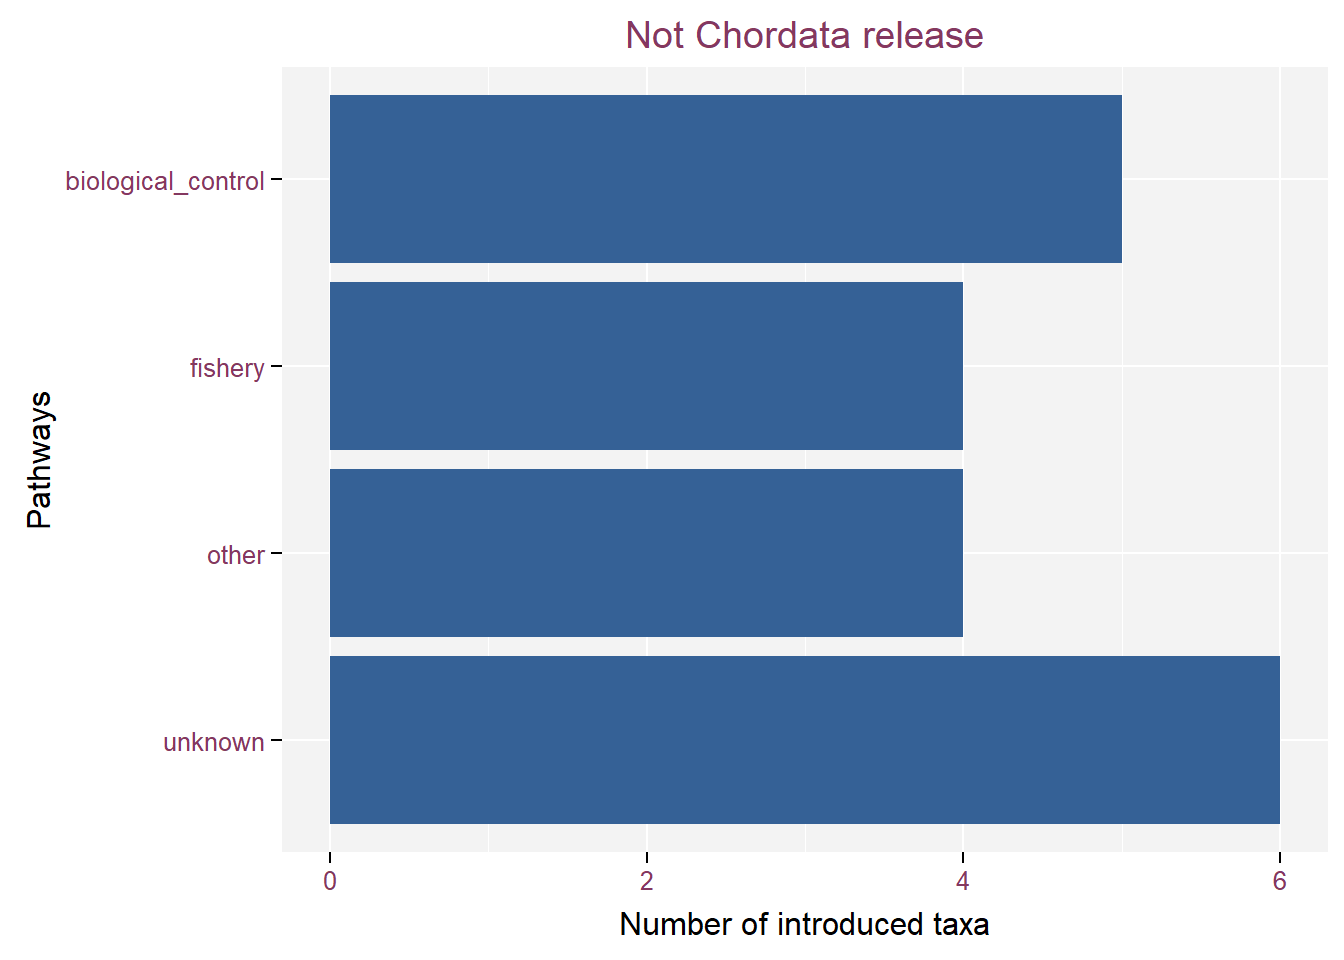 Not Chordata release
biological_control
fishery
other
unknown
Pathways
0 2 4 6
Number of introduced taxa